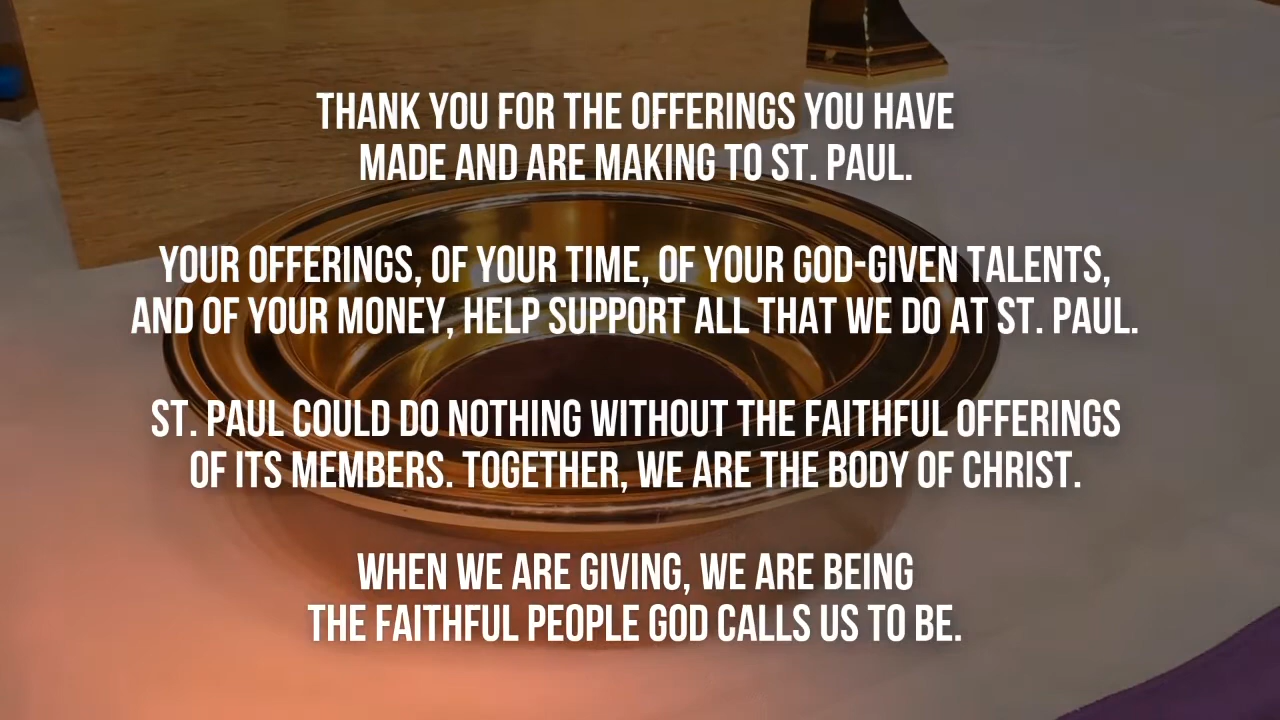 THANK YOU FOR THE OFFERINGS YOU HAVE
MADE AND ARE MAKING TO ST. PAUL.
YOUR OFFERINGS, OF YOUR TIME, OF YOUR GOD-GIVEN TALENTS,
AND OF YOUR MONEY, HELP SUPPORT ALL THAT WE DO AT ST. PAUL.
ST. PAUL COULD DO NOTHING WITHOUT THE FAITHFUL OFFERINGS
OF ITS MEMBERS. TOGETHER, WE ARE THE BODY OF CHRIST.
WHEN WE ARE GIVING, WE ARE BEING
THE FAITHFUL PEOPLE GOD CALLS US TO BE.